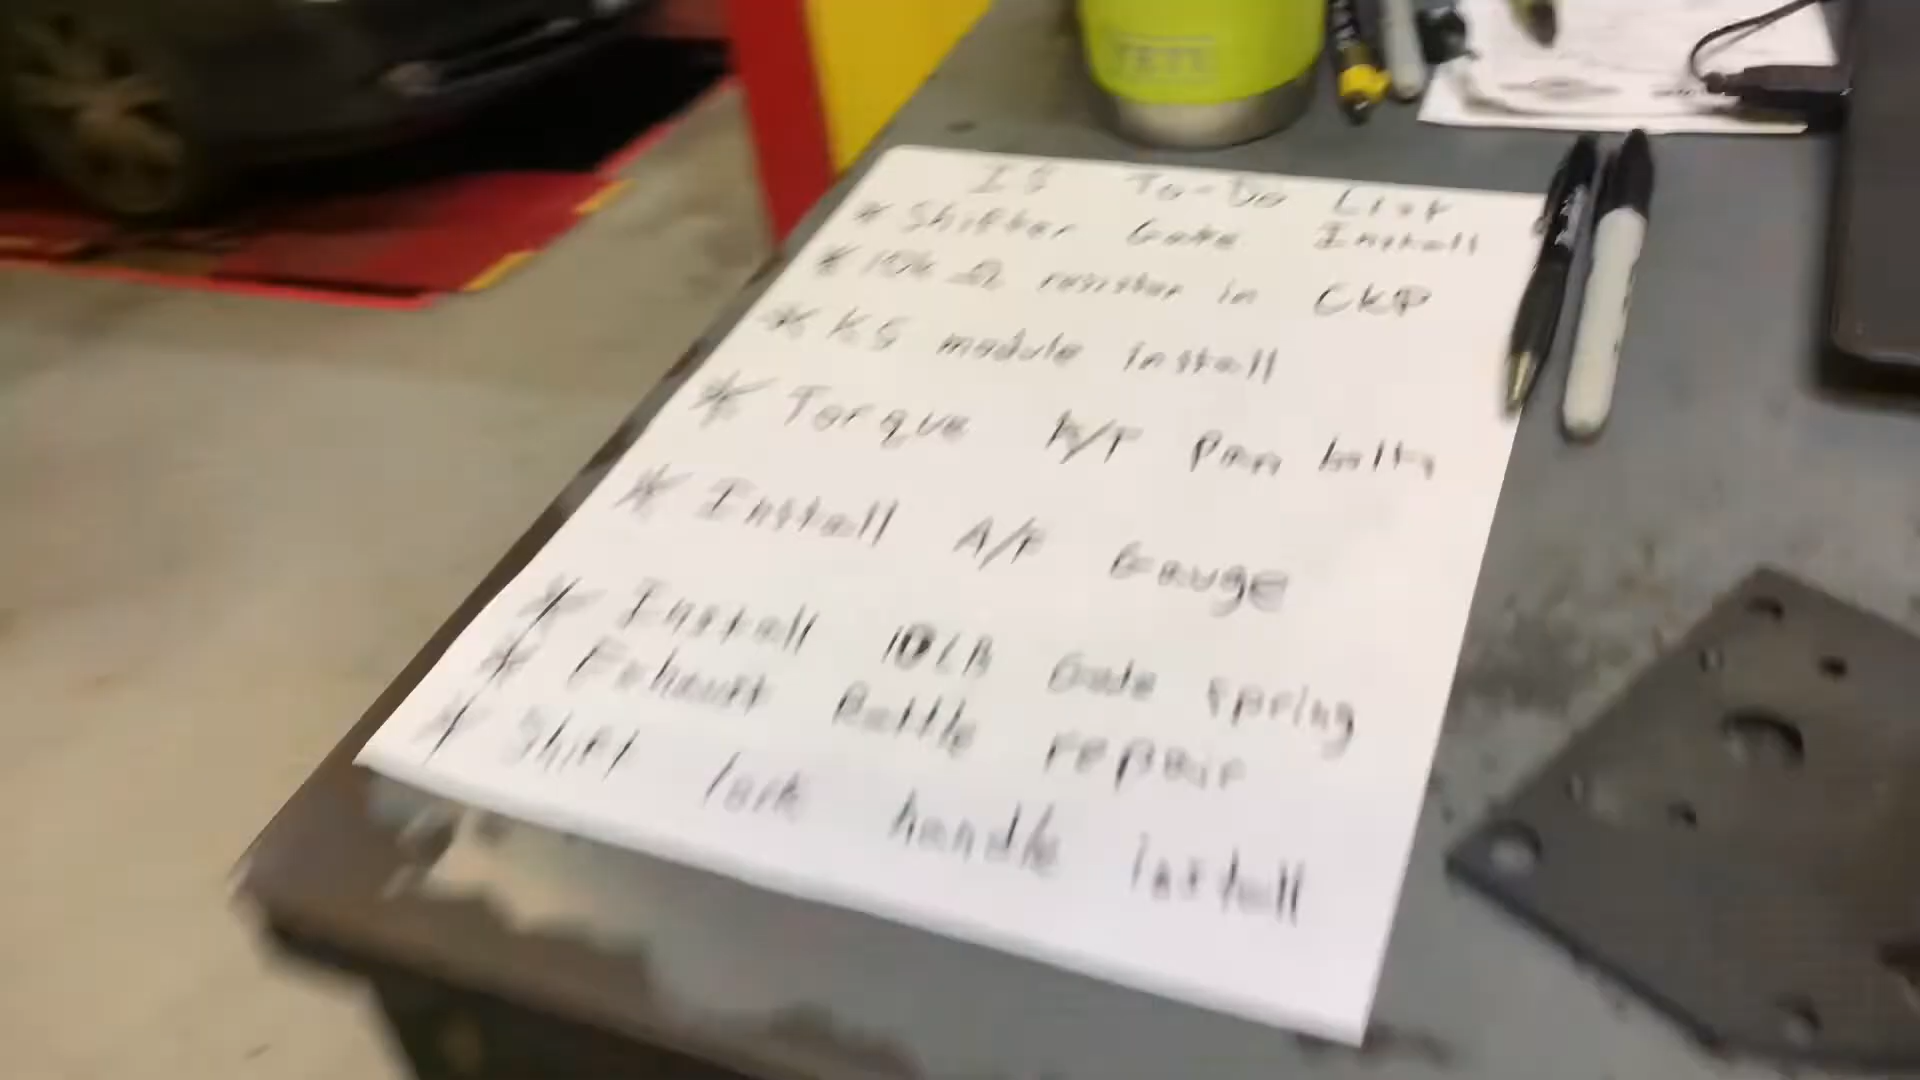 YETI
IS To-Do List
* Shifter Gate Install
* 10k Ω resistor in CKP
* KS module install
* Torque Pan bolts
* Install A/F Gauge
* Install 10LB Gate spring
* Exhaust Rattle repair
* Shift handle install